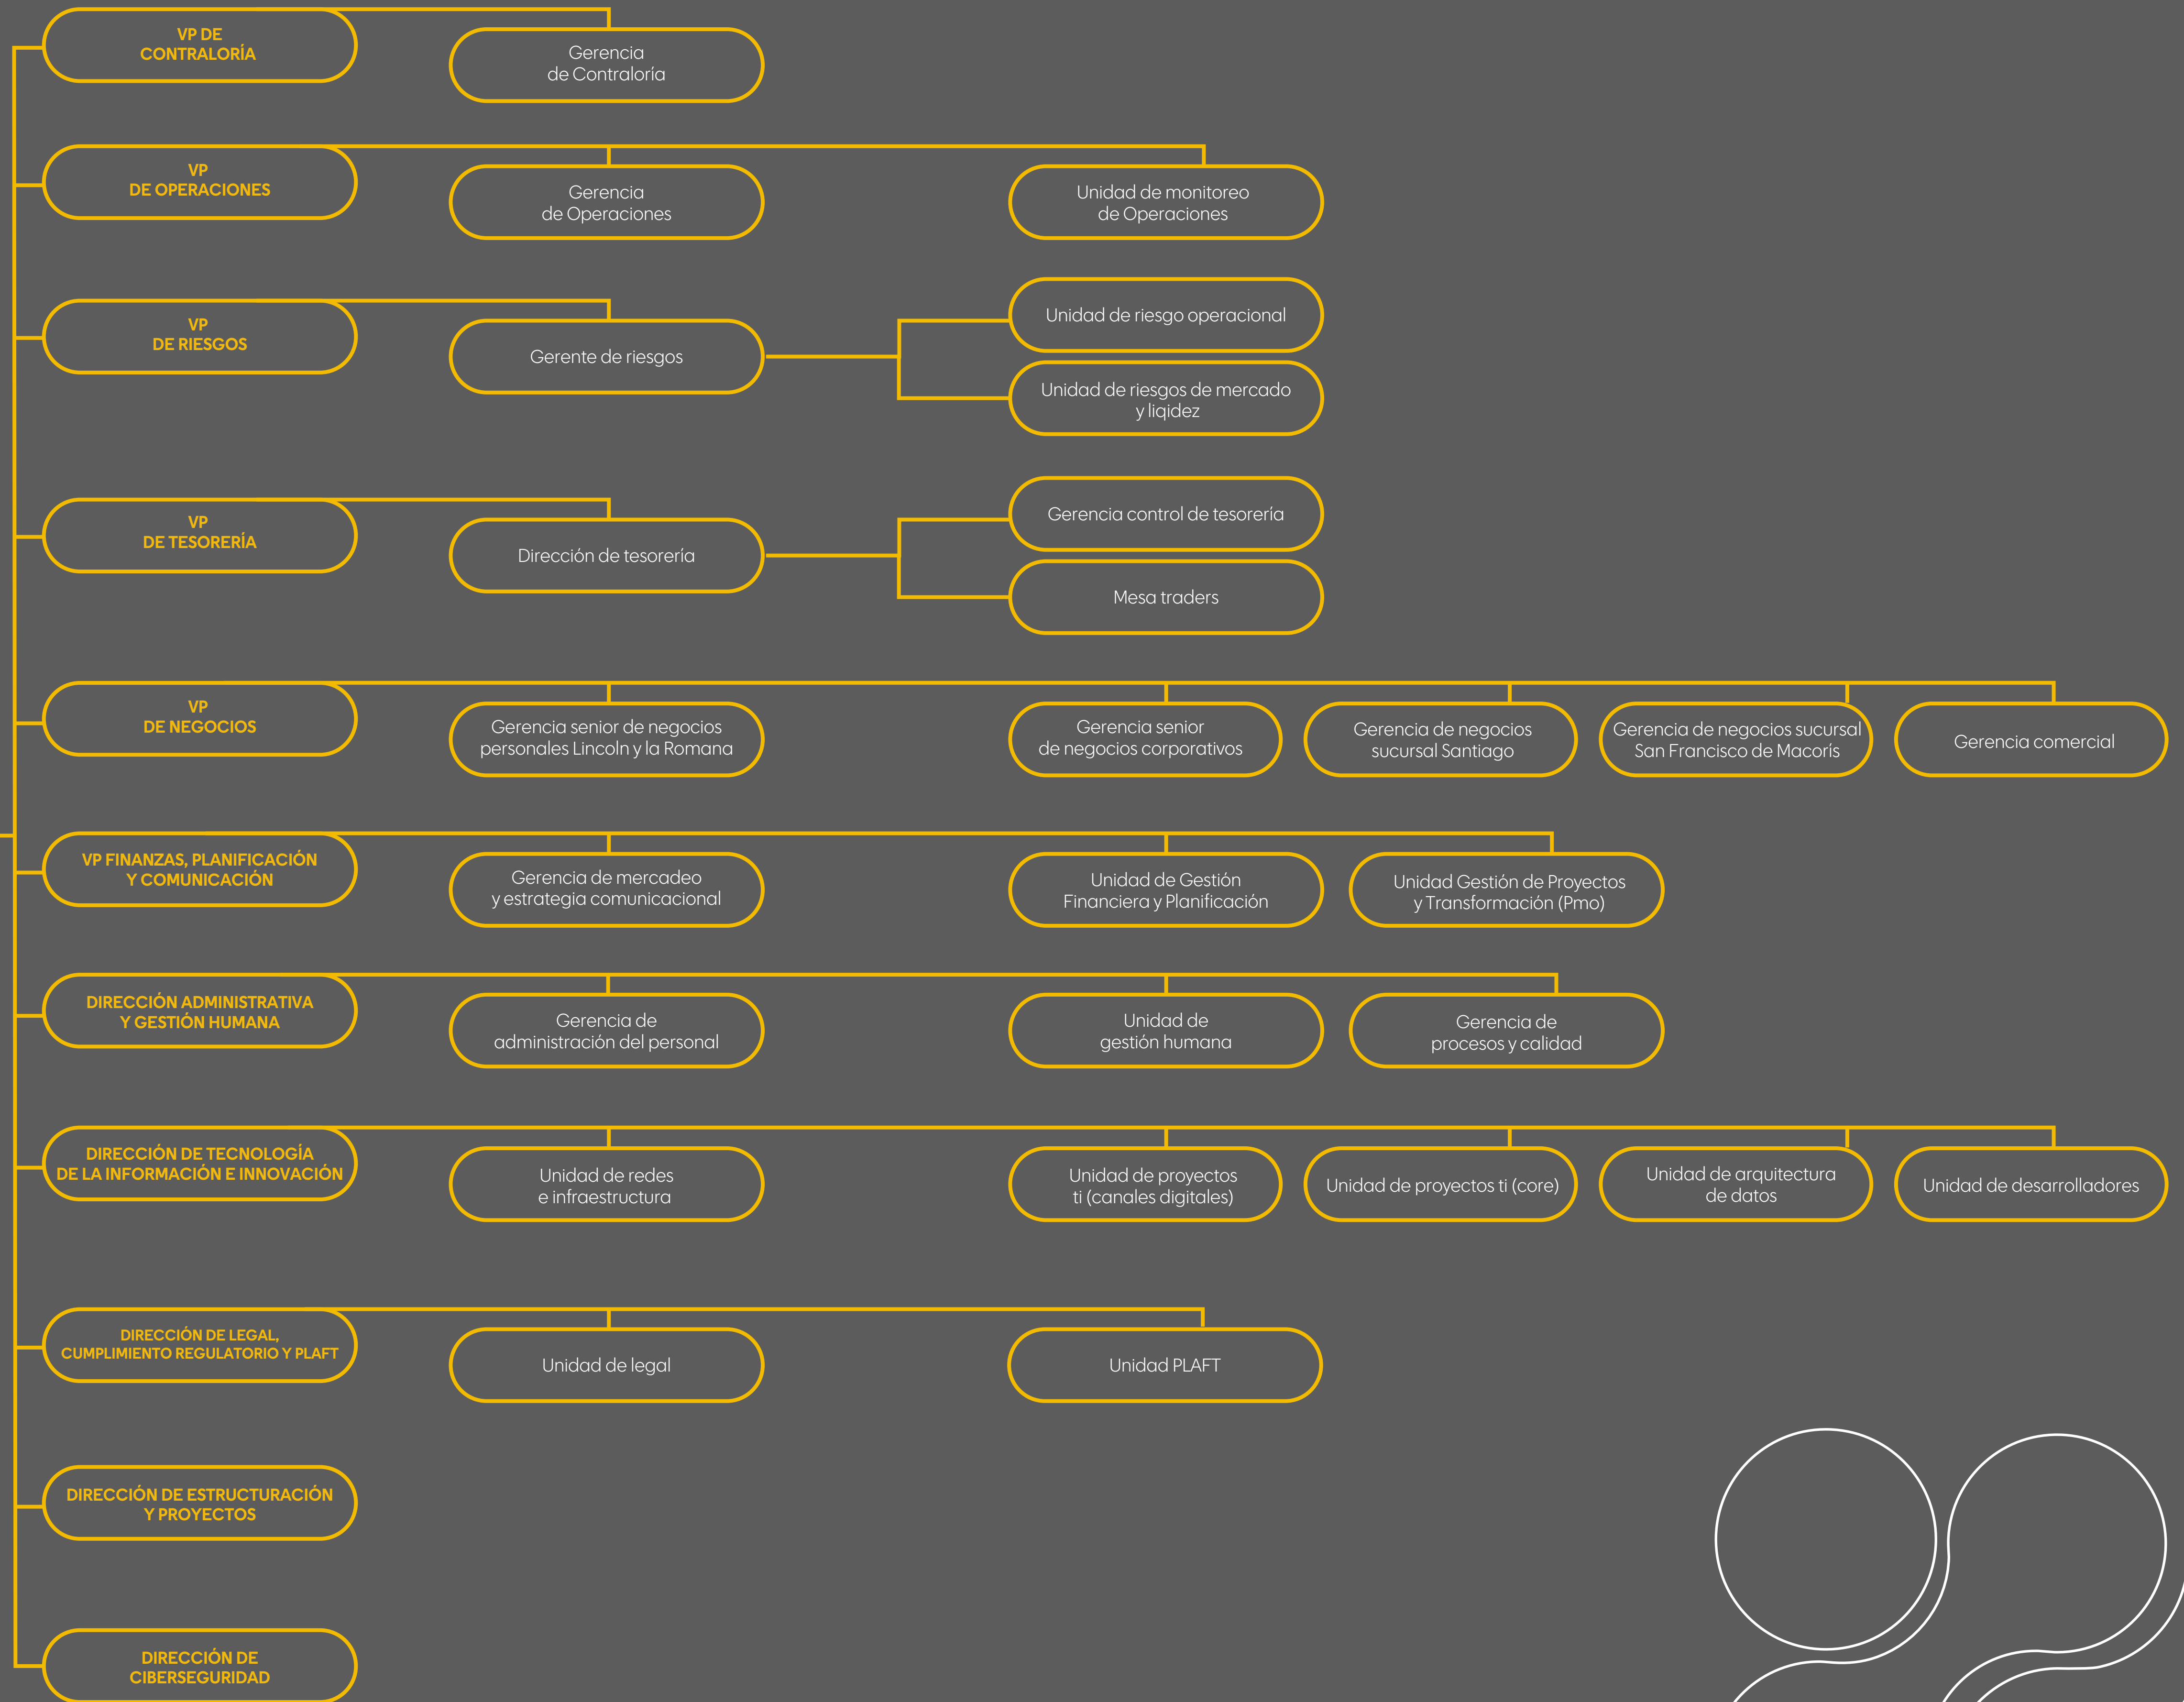 VP DE
CONTRALORÍA
Gerencia
de Contraloría
VP
DE OPERACIONES
Gerencia
de Operaciones
Unidad de monitoreo
de Operaciones
VP
DE RIESGOS
Gerente de riesgos
Unidad de riesgo operacional
Unidad de riesgos de mercado
y liqidez
VP
DE TESORERÍA
Dirección de tesorería
Gerencia control de tesorería
Mesa traders
VP
DE NEGOCIOS
Gerencia senior de negocios
personales Lincoln y la Romana
Gerencia senior
de negocios corporativos
Gerencia de negocios
sucursal Santiago
Gerencia de negocios sucursal
San Francisco de Macorís
Gerencia comercial
VP FINANZAS, PLANIFICACIÓN
Y COMUNICACIÓN
Gerencia de mercadeo
y estrategia comunicacional
Unidad de Gestión
Financiera y Planificación
Unidad Gestión de Proyectos
y Transformación (Pmo)
DIRECCIÓN ADMINISTRATIVA
Y GESTIÓN HUMANA
Gerencia de
administración del personal
Unidad de
gestión humana
Gerencia de
procesos y calidad
DIRECCIÓN DE TECNOLOGÍA
DE LA INFORMACIÓN E INNOVACIÓN
Unidad de redes
e infraestructura
Unidad de proyectos
ti (canales digitales)
Unidad de proyectos ti (core)
Unidad de arquitectura
de datos
Unidad de desarrolladores
DIRECCIÓN DE LEGAL,
CUMPLIMIENTO REGULATORIO Y PLAFT
Unidad de legal
Unidad PLAFT
DIRECCIÓN DE ESTRUCTURACIÓN
Y PROYECTOS
DIRECCIÓN DE
CIBERSEGURIDAD